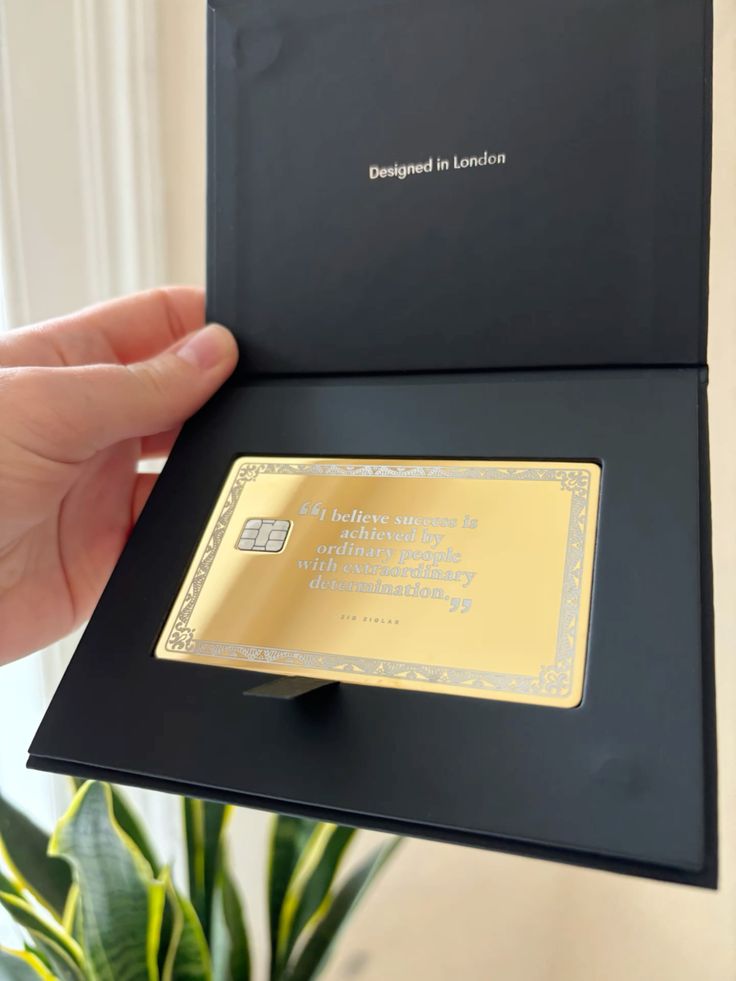 Designed in London
“I believe success is
achieved by
ordinary people
with extraordinary
determination.”
ZIG ZIGLAR